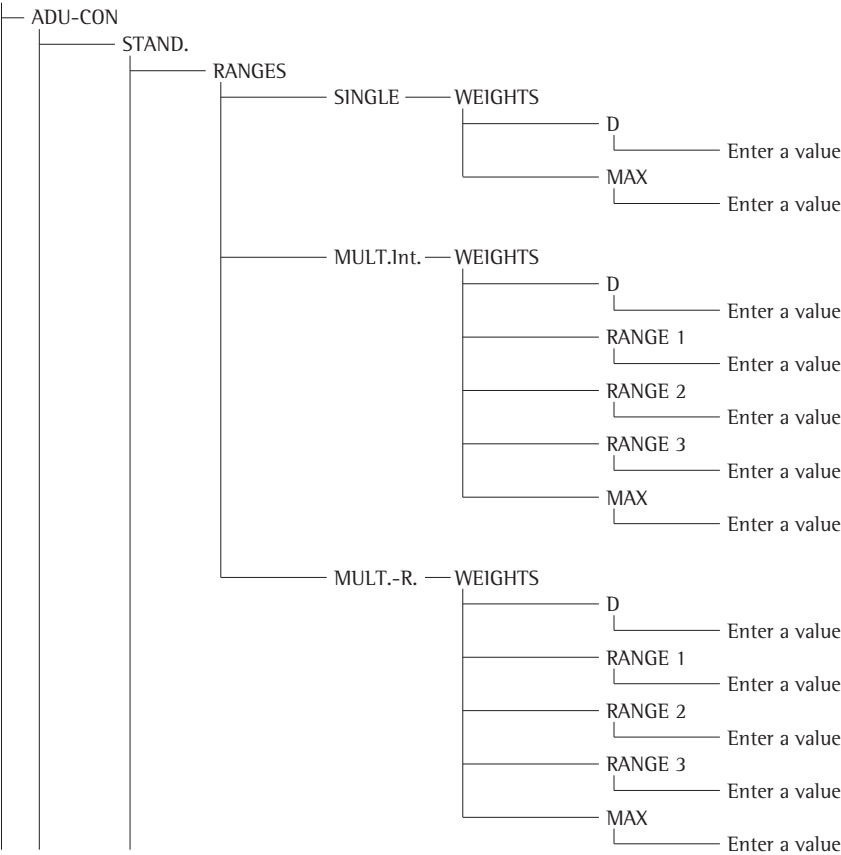 ADU-CON
STAND.
RANGES
SINGLE WEIGHTS
D
Enter a value
MAX
Enter a value
MULT.Int. WEIGHTS
D
Enter a value
RANGE 1
Enter a value
RANGE 2
Enter a value
RANGE 3
Enter a value
MAX
Enter a value
MULT.-R. WEIGHTS
D
Enter a value
RANGE 1
Enter a value
RANGE 2
Enter a value
RANGE 3
Enter a value
MAX
Enter a value